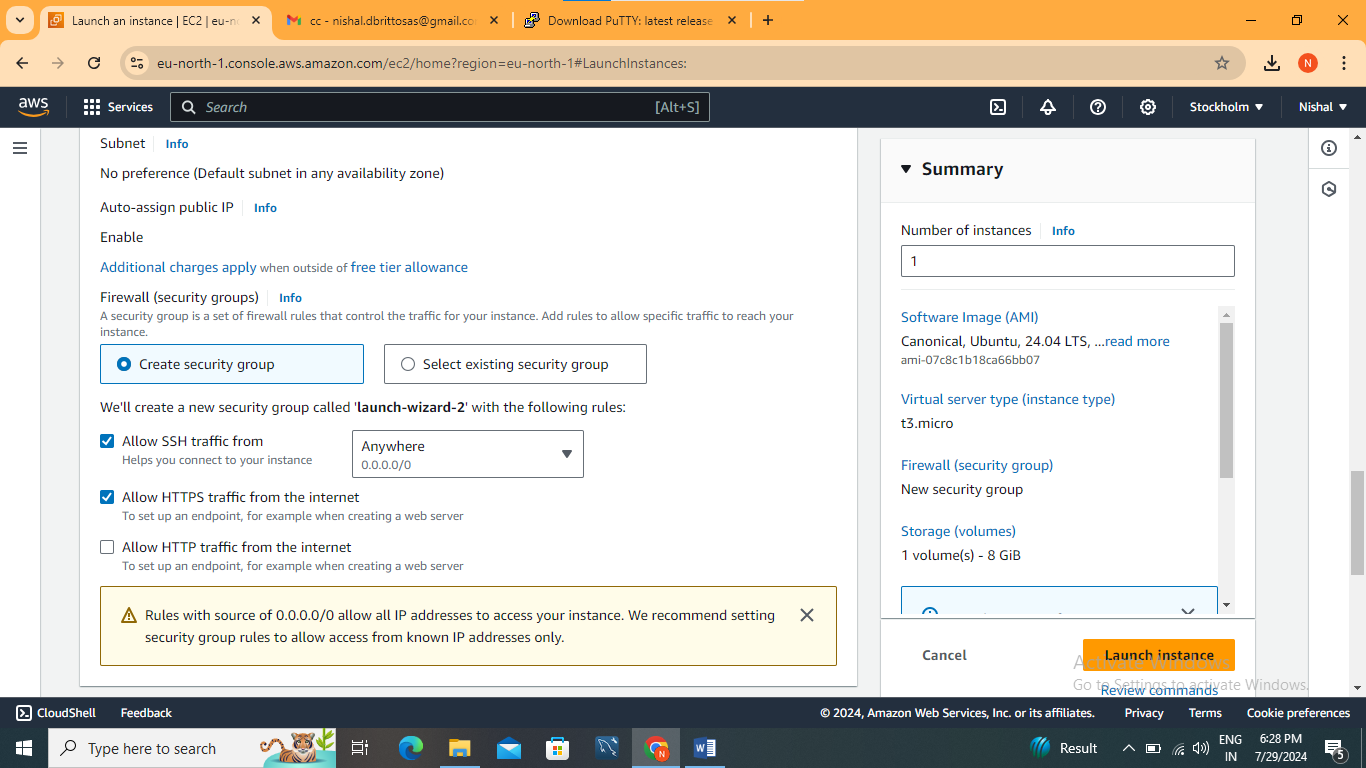 Launch an instance | EC2 | eu-n
cc - nishal.dbrittosas@gmail.co
Download PuTTY: latest release
eu-north-1.console.aws.amazon.com/ec2/home?region=eu-north-1#LaunchInstances:
N
aws
Services
Search
[Alt+S]
Stockholm
Nishal
Subnet
Info
No preference (Default subnet in any availability zone)
Auto-assign public IP
Info
Enable
Additional charges apply when outside of free tier allowance
Firewall (security groups)
Info
A security group is a set of firewall rules that control the traffic for your instance. Add rules to allow specific traffic to reach your
instance.
Create security group
Select existing security group
We'll create a new security group called 'launch-wizard-2' with the following rules:
Allow SSH traffic from
Helps you connect to your instance
Anywhere
0.0.0.0/0
Allow HTTPS traffic from the internet
To set up an endpoint, for example when creating a web server
Allow HTTP traffic from the internet
To set up an endpoint, for example when creating a web server
Rules with source of 0.0.0.0/0 allow all IP addresses to access your instance. We recommend setting
security group rules to allow access from known IP addresses only.
Summary
Number of instances
Info
1
Software Image (AMI)
Canonical, Ubuntu, 24.04 LTS, ...read more
ami-07c8c1b18ca66bb07
Virtual server type (instance type)
t3.micro
Firewall (security group)
New security group
Storage (volumes)
1 volume(s) - 8 GiB
Cancel
Launch instance
Review commands
Activate Windows
Go to Settings to activate Windows.
CloudShell
Feedback
© 2024, Amazon Web Services, Inc. or its affiliates.
Privacy
Terms
Cookie preferences
Type here to search
N
Result
ENG
IN
6:28 PM
7/29/2024
5